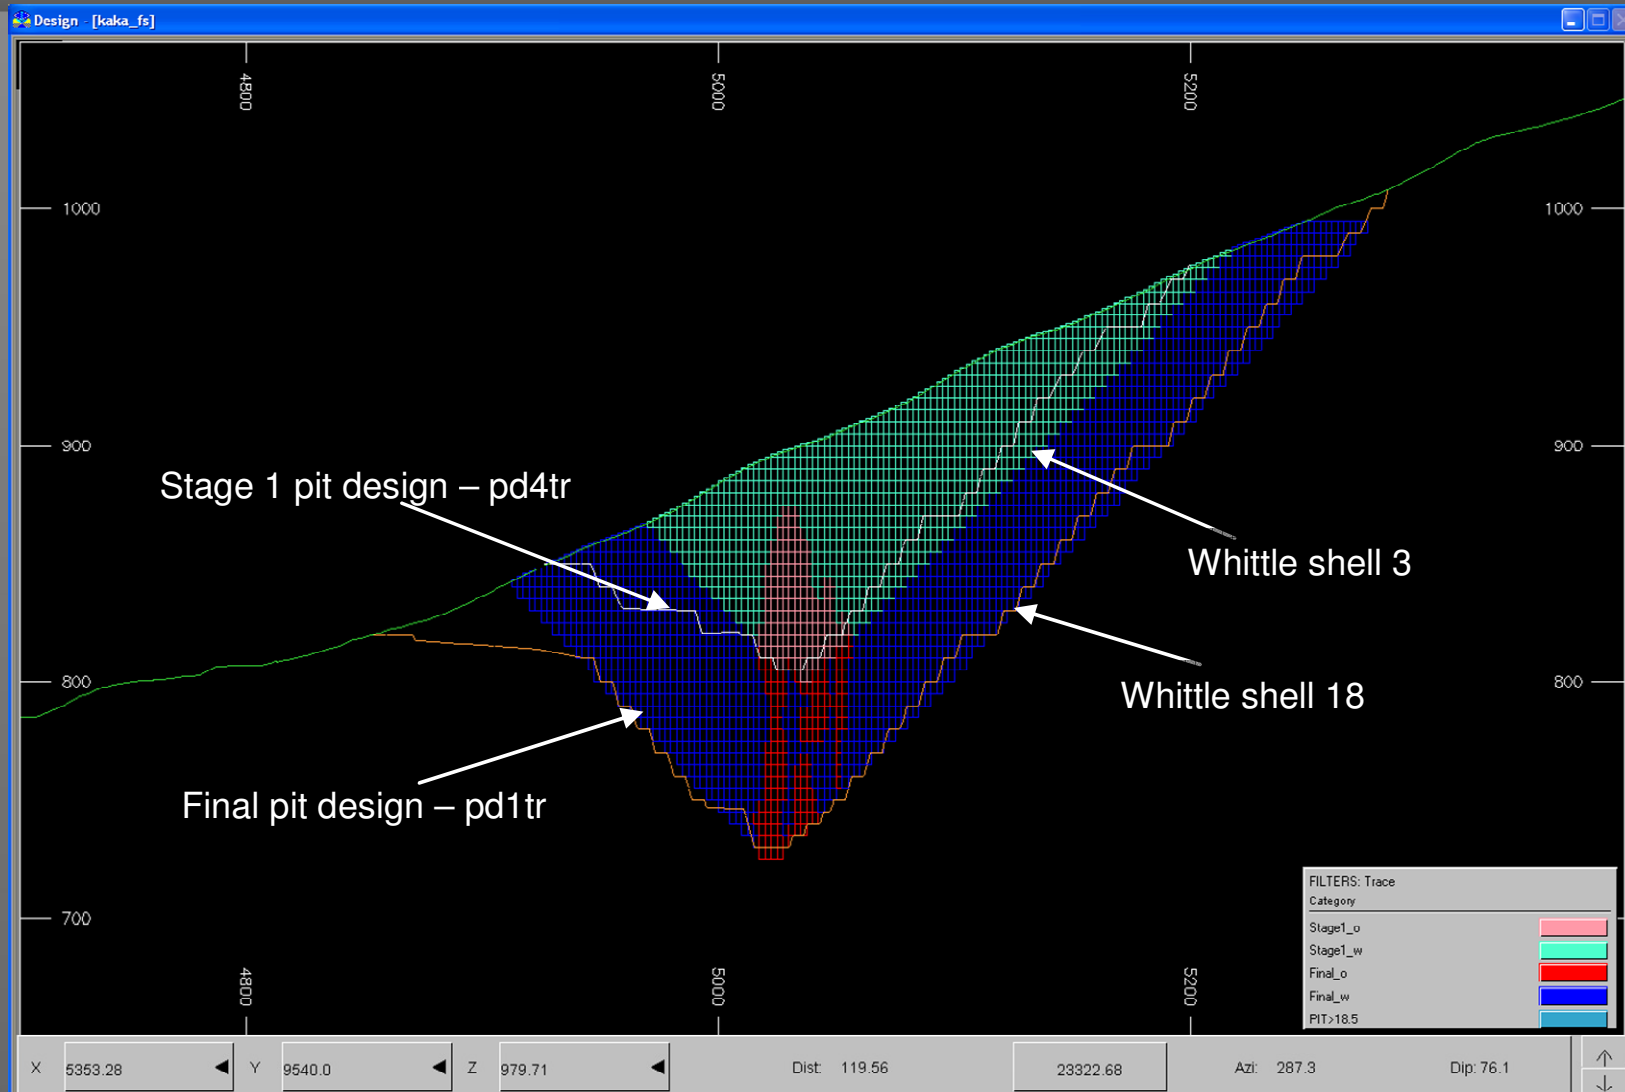 Design - [kaka_fs]
4800 5000 5200
1000 1000
900 900
Stage 1 pit design – pd4tr
Whittle shell 3
800 800
Whittle shell 18
Final pit design – pd1tr
700
FILTERS: Trace
Category
Stage1_o
Stage1_w
Final_o
Final_w
PIT>18.5
4800 5000 5200
X 5353.28 Y 9540.0 Z 979.71 Dist: 119.56 23322.68 Azi: 287.3 Dip: 76.1